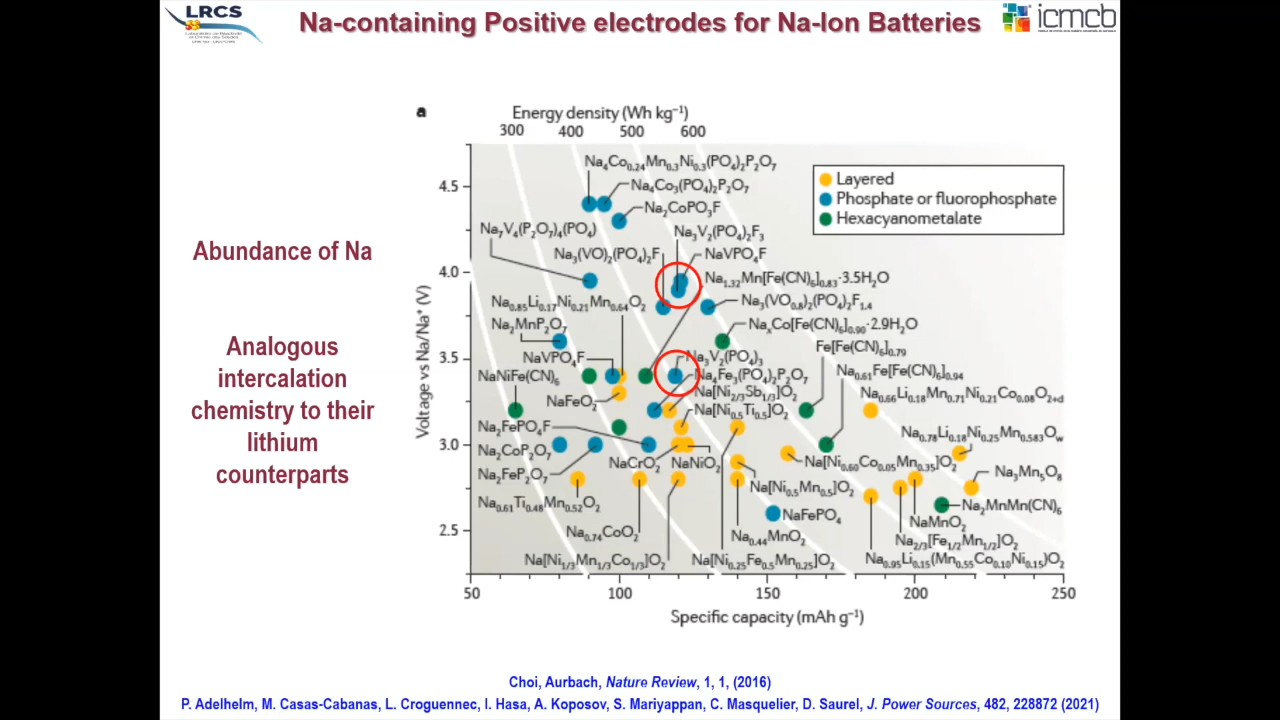 LRCS
Na-containing Positive electrodes for Na-Ion Batteries
icmcb
Abundance of Na
Analogous
intercalation
chemistry to their
lithium
counterparts
a
Energy density (Wh kg⁻¹)
300 400 500 600
Layered
Phosphate or fluorophosphate
Hexacyanometalate
Na₄Co₀.₂₄Mn₀.₃Ni₀.₃(PO₄)₂P₂O₇
Na₄Co₃(PO₄)₂P₂O₇
Na₂CoPO₃F
Na₇V₄(P₂O₇)₄(PO₄)
Na₃V₂(PO₄)₂F₃
Na₃(VO)₂(PO₄)₂F
NaVPO₄F
Na₁.₃₂Mn[Fe(CN)₆]₀.₈₃·3.5H₂O
Na₀.₈₅Li₀.₁₇Ni₀.₂₁Mn₀.₆₄O₂
Na₃(VO₀.₈)₂(PO₄)₂F₁.₄
Na₂MnP₂O₇
NaₓCo[Fe(CN)₆]₀.₉₀·2.9H₂O
Fe[Fe(CN)₆]₀.₇₉
NaVPO₄F
Na₃V₂(PO₄)₃
NaNiFe(CN)₆
Na₄Fe₃(PO₄)₂P₂O₇
Na₀.₆₁Fe[Fe(CN)₆]₀.₉₄
Na[Ni₂/₃Sb₁/₃]O₂
NaFeO₂
Na[Ni₀.₅Ti₀.₅]O₂
Na₀.₆₆Li₀.₁₈Mn₀.₇₁Ni₀.₂₁Co₀.₀₈O₂₊d
Na₂FePO₄F
Na₀.₇₈Li₀.₁₈Ni₀.₂₅Mn₀.₅₈₃Ow
Na₂CoP₂O₇
NaCrO₂
NaNiO₂
Na[Ni₀.₆₀Co₀.₀₅Mn₀.₃₅]O₂
Na₂FeP₂O₇
Na₃Mn₅O₈
Na[Ni₀.₅Mn₀.₅]O₂
Na₀.₆₁Ti₀.₄₈Mn₀.₅₂O₂
Na₂MnMn(CN)₆
NaFePO₄
NaMnO₂
Na₀.₇₄CoO₂
Na₀.₄₄MnO₂
Na₂/₃[Fe₁/₂Mn₁/₂]O₂
Na[Ni₁/₃Mn₁/₃Co₁/₃]O₂
Na[Ni₀.₂₅Fe₀.₅Mn₀.₂₅]O₂
Na₀.₉₅Li₀.₁₅(Mn₀.₅₅Co₀.₁₀Ni₀.₁₅)O₂
Voltage vs Na/Na⁺ (V)
4.5
4.0
3.5
3.0
2.5
50 100 150 200 250
Specific capacity (mAh g⁻¹)
Choi, Aurbach, Nature Review, 1, 1, (2016)
P. Adelhelm, M. Casas-Cabanas, L. Croguennec, I. Hasa, A. Koposov, S. Mariyappan, C. Masquelier, D. Saurel, J. Power Sources, 482, 228872 (2021)